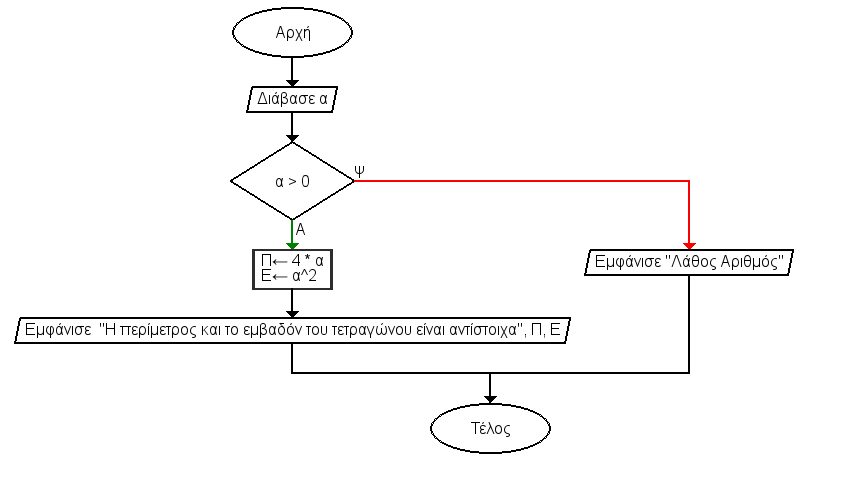 Αρχή
Διάβασε α
α > 0
Ψ
Α
Π← 4 * α
Ε← α^2
Εμφάνισε "Λάθος Αριθμός"
Εμφάνισε  "Η περίμετρος και το εμβαδόν του τετραγώνου είναι αντίστοιχα", Π, Ε
Τέλος